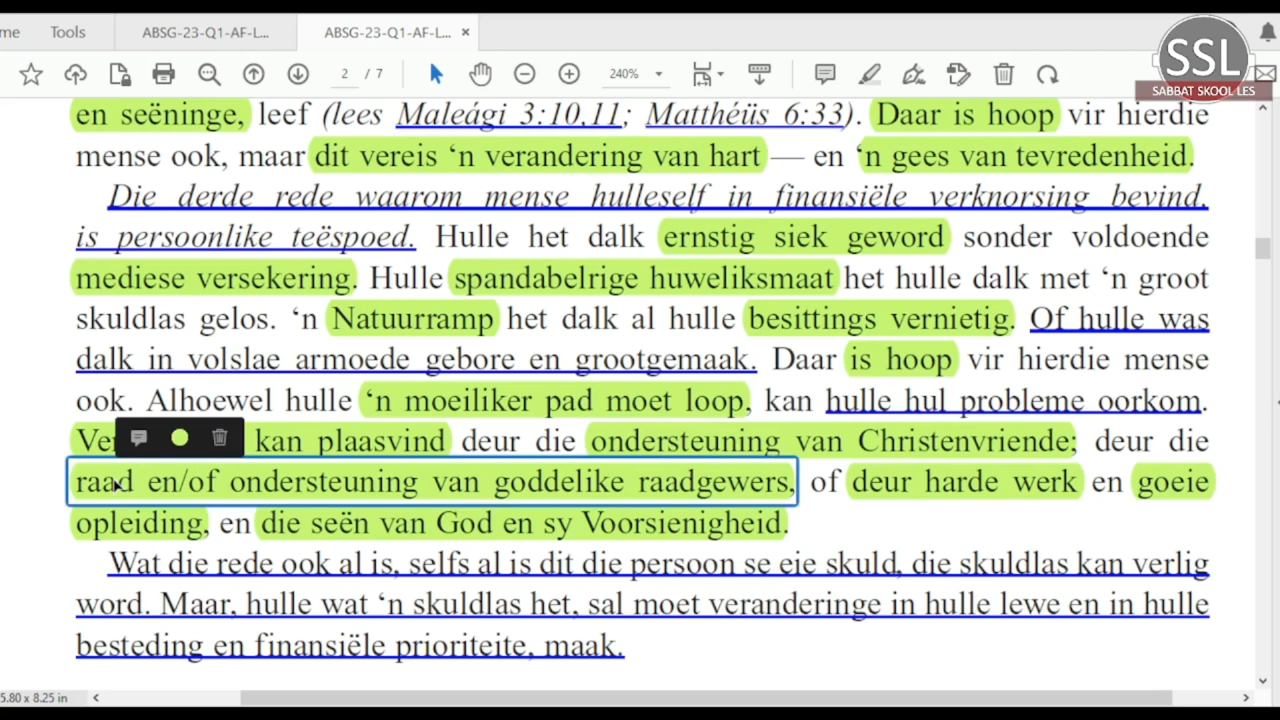 me Tools ABSG-23-Q1-AF-L... ABSG-23-Q1-AF-L... ×
SSL
SABBAT SKOOL LES
2 / 7 240%
en seëninge, leef (lees Maleági 3:10,11; Matthéüs 6:33). Daar is hoop vir hierdie
mense ook, maar dit vereis ‘n verandering van hart — en ‘n gees van tevredenheid.
Die derde rede waarom mense hulleself in finansiële verknorsing bevind,
is persoonlike teëspoed. Hulle het dalk ernstig siek geword sonder voldoende
mediese versekering. Hulle spandabelrige huweliksmaat het hulle dalk met ‘n groot
skuldlas gelos. ‘n Natuurramp het dalk al hulle besittings vernietig. Of hulle was
dalk in volslae armoede gebore en grootgemaak. Daar is hoop vir hierdie mense
ook. Alhoewel hulle ‘n moeiliker pad moet loop, kan hulle hul probleme oorkom.
kan plaasvind deur die ondersteuning van Christenvriende; deur die
raad en/of ondersteuning van goddelike raadgewers, of deur harde werk en goeie
opleiding, en die seën van God en sy Voorsienigheid.
Wat die rede ook al is, selfs al is dit die persoon se eie skuld, die skuldlas kan verlig
word. Maar, hulle wat ‘n skuldlas het, sal moet veranderinge in hulle lewe en in hulle
besteding en finansiële prioriteite, maak.
5.80 x 8.25 in